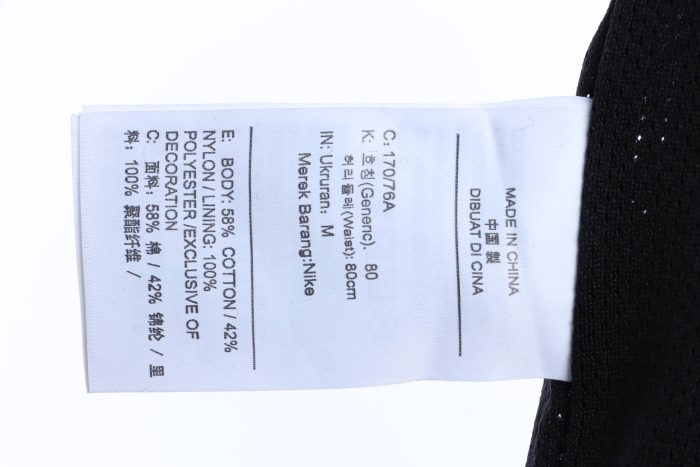 MADE IN CHINA
中国 製
DIBUAT DI CINA
C: 170/76A
K: 호칭(Generic). 80
허리둘레(Waist): 80cm
IN: Ukruran: M
Merek Barang:Nike
E: BODY: 58% COTTON / 42%
NYLON / LINING: 100%
POLYESTER /EXCLUSIVE OF
DECORATION
C: 面料: 58% 棉 / 42% 锦纶 / 里
料: 100% 聚酯纤维 /